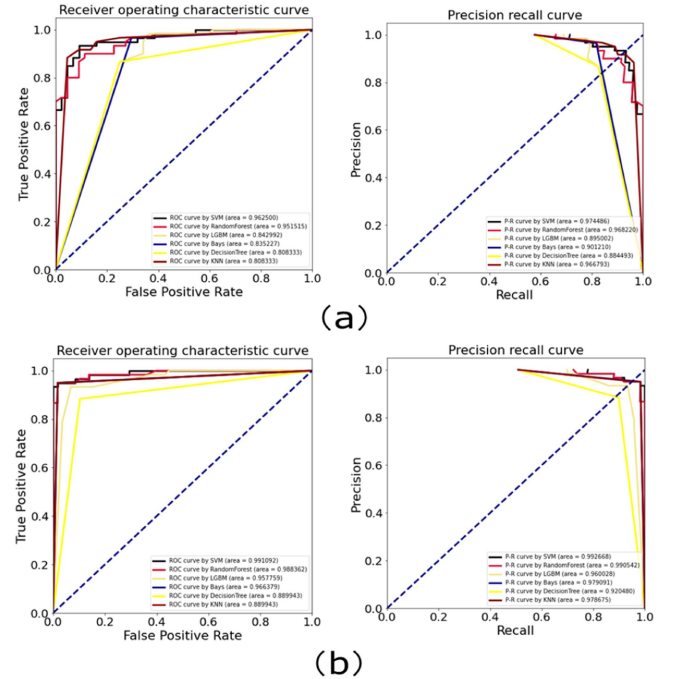 Receiver operating characteristic curve
1.0
0.8
0.6
0.4
0.2
0.0
True Positive Rate
ROC curve by SVM (area = 0.962500)
ROC curve by RandomForest (area = 0.951515)
ROC curve by LGBM (area = 0.842992)
ROC curve by Bays (area = 0.835227)
ROC curve by DecisionTree (area = 0.808333)
ROC curve by KNN (area = 0.808333)
0.0 0.2 0.4 0.6 0.8 1.0
False Positive Rate
Precision recall curve
1.0
0.8
0.6
0.4
0.2
0.0
Precision
P-R curve by SVM (area = 0.974486)
P-R curve by RandomForest (area = 0.968220)
P-R curve by LGBM (area = 0.895002)
P-R curve by Bays (area = 0.901210)
P-R curve by DecisionTree (area = 0.884493)
P-R curve by KNN (area = 0.966793)
0.0 0.2 0.4 0.6 0.8 1.0
Recall
(a)
Receiver operating characteristic curve
1.0
0.8
0.6
0.4
0.2
0.0
True Positive Rate
ROC curve by SVM (area = 0.991092)
ROC curve by RandomForest (area = 0.988362)
ROC curve by LGBM (area = 0.957759)
ROC curve by Bays (area = 0.966379)
ROC curve by DecisionTree (area = 0.889943)
ROC curve by KNN (area = 0.889943)
0.0 0.2 0.4 0.6 0.8 1.0
False Positive Rate
Precision recall curve
1.0
0.8
0.6
0.4
0.2
0.0
Precision
P-R curve by SVM (area = 0.992668)
P-R curve by RandomForest (area = 0.990542)
P-R curve by LGBM (area = 0.960028)
P-R curve by Bays (area = 0.979091)
P-R curve by DecisionTree (area = 0.920480)
P-R curve by KNN (area = 0.978675)
0.0 0.2 0.4 0.6 0.8 1.0
Recall
(b)